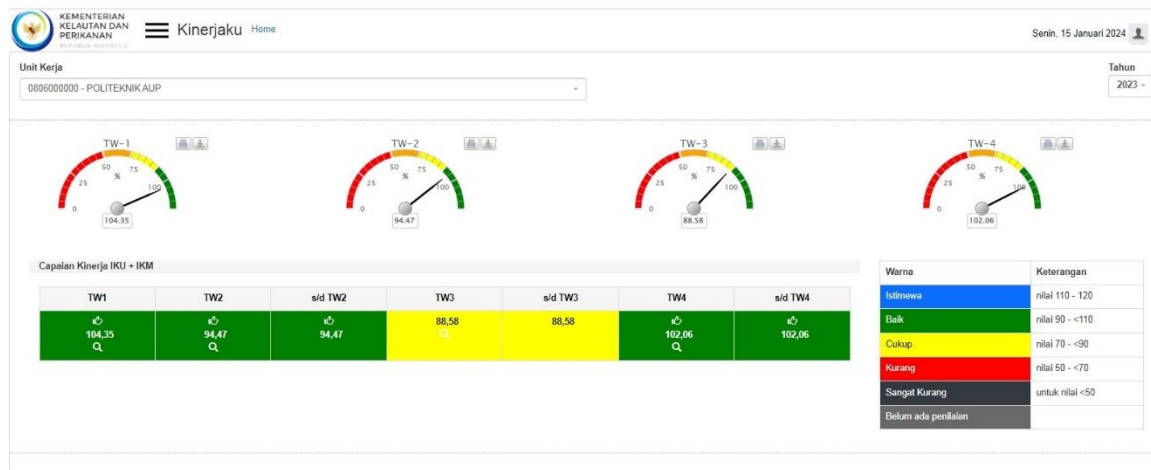 KEMENTERIAN
KELAUTAN DAN
PERIKANAN
REPUBLIK INDONESIA
Kinerjaku Home
Senin, 15 Januari 2024
Unit Kerja
Tahun
0806000000 - POLITEKNIK AUP
2023
TW-1
0 25 50 75 100
%
104.35
TW-2
0 25 50 75 100
%
94.47
TW-3
0 25 50 75 100
%
88.58
TW-4
0 25 50 75 100
%
102.06
Capaian Kinerja IKU + IKM
TW1 TW2 s/d TW2 TW3 s/d TW3 TW4 s/d TW4
104,35 94,47 94,47 88,58 88,58 102,06 102,06
Warna Keterangan
Istimewa nilai 110 - 120
Baik nilai 90 - <110
Cukup nilai 70 - <90
Kurang nilai 50 - <70
Sangat Kurang untuk nilai <50
Belum ada penilaian